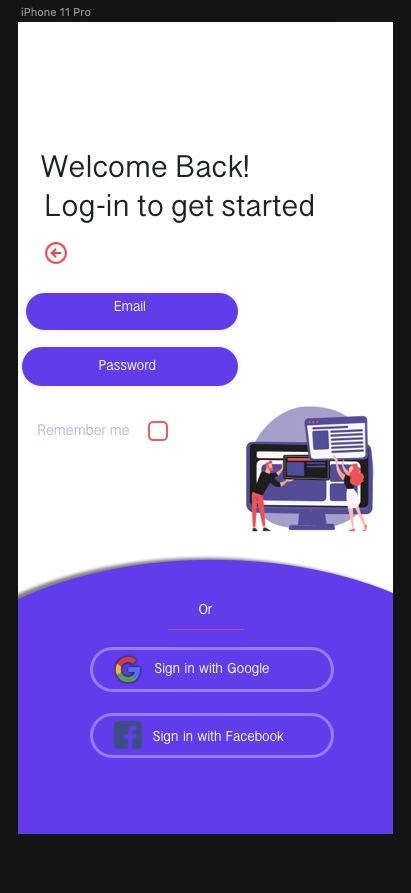 iPhone 11 Pro
Welcome Back!
Log-in to get started
Email
Password
Remember me
Or
Sign in with Google
Sign in with Facebook